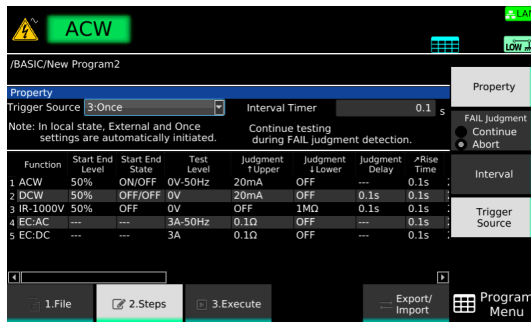 ACW
LAN
LOW
/BASIC/New Program2
Property
Property
Trigger Source 3:Once Interval Timer 0.1 s
Note: In local state, External and Once
settings are automatically initiated.
Continue testing
during FAIL judgment detection.
FAIL Judgment
Continue
Abort
Function Start End Level Start End State Test Level Judgment ↑Upper Judgment ↓Lower Judgment Delay ↗Rise Time
1 ACW 50% ON/OFF 0V-50Hz 20mA OFF --- 0.1s
2 DCW 50% OFF/OFF 0V 20mA OFF 0.1s 0.1s
3 IR-1000V 50% OFF 0V OFF 1MΩ 0.1s 0.1s
4 EC:AC --- --- 3A-50Hz 0.1Ω OFF --- 0.1s
5 EC:DC --- --- 3A 0.1Ω OFF --- 0.1s
Interval
Trigger
Source
1.File 2.Steps 3.Execute Export/
Import
Program
Menu